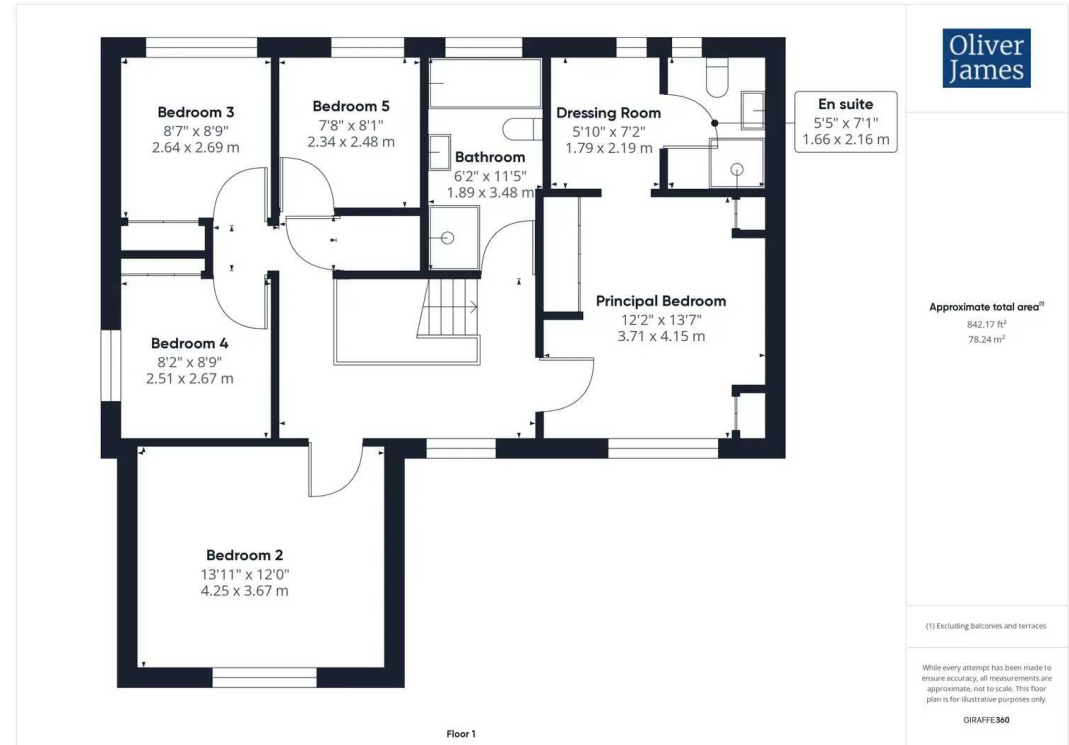 Bedroom 3
8'7" x 8'9"
2.64 x 2.69 m
Bedroom 5
7'8" x 8'1"
2.34 x 2.48 m
Bathroom
6'2" x 11'5"
1.89 x 3.48 m
Dressing Room
5'10" x 7'2"
1.79 x 2.19 m
En suite
5'5" x 7'1"
1.66 x 2.16 m
Principal Bedroom
12'2" x 13'7"
3.71 x 4.15 m
Bedroom 4
8'2" x 8'9"
2.51 x 2.67 m
Bedroom 2
13'11" x 12'0"
4.25 x 3.67 m
Floor 1
Oliver
James
Approximate total area⁽¹⁾
842.17 ft²
78.24 m²
(1) Excluding balconies and terraces
While every attempt has been made to
ensure accuracy, all measurements are
approximate, not to scale. This floor
plan is for illustrative purposes only.
GIRAFFE360